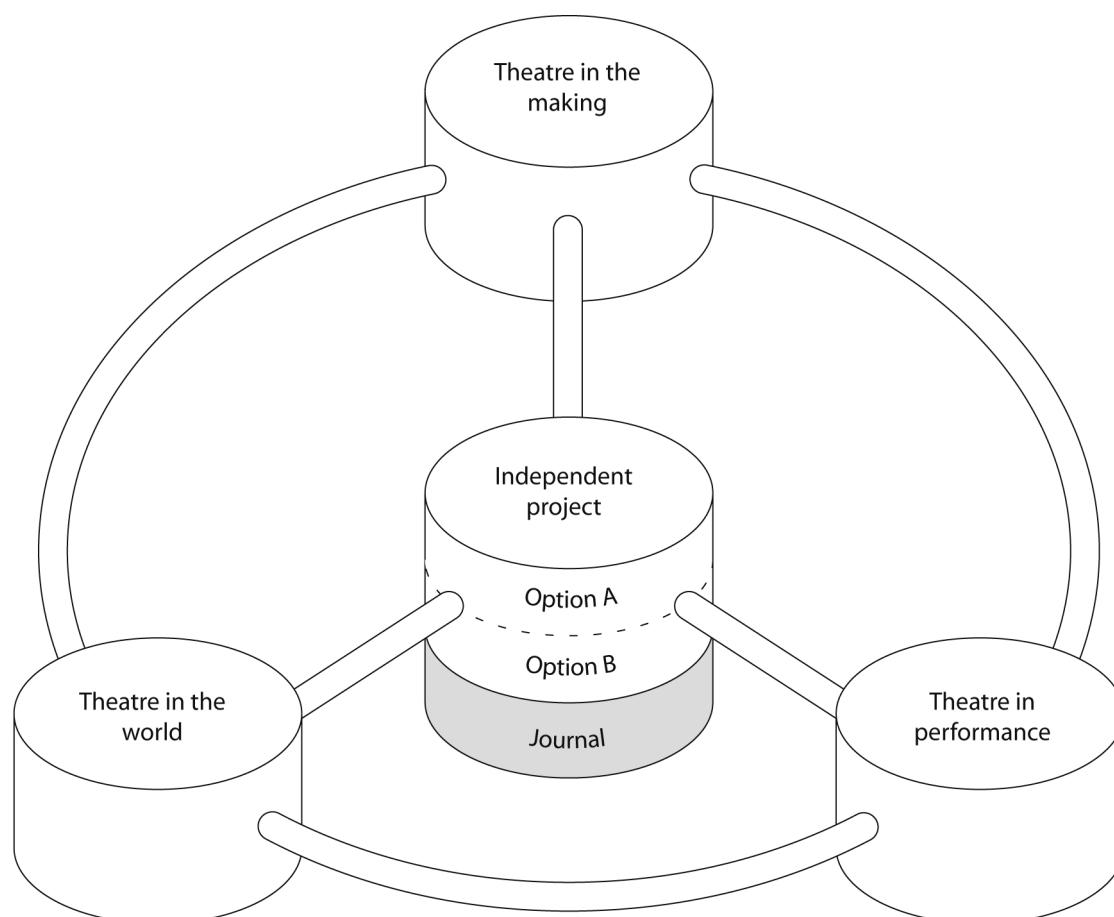 Theatre in the
making
Independent
project
Option A
Option B
Journal
Theatre in the
world
Theatre in
performance